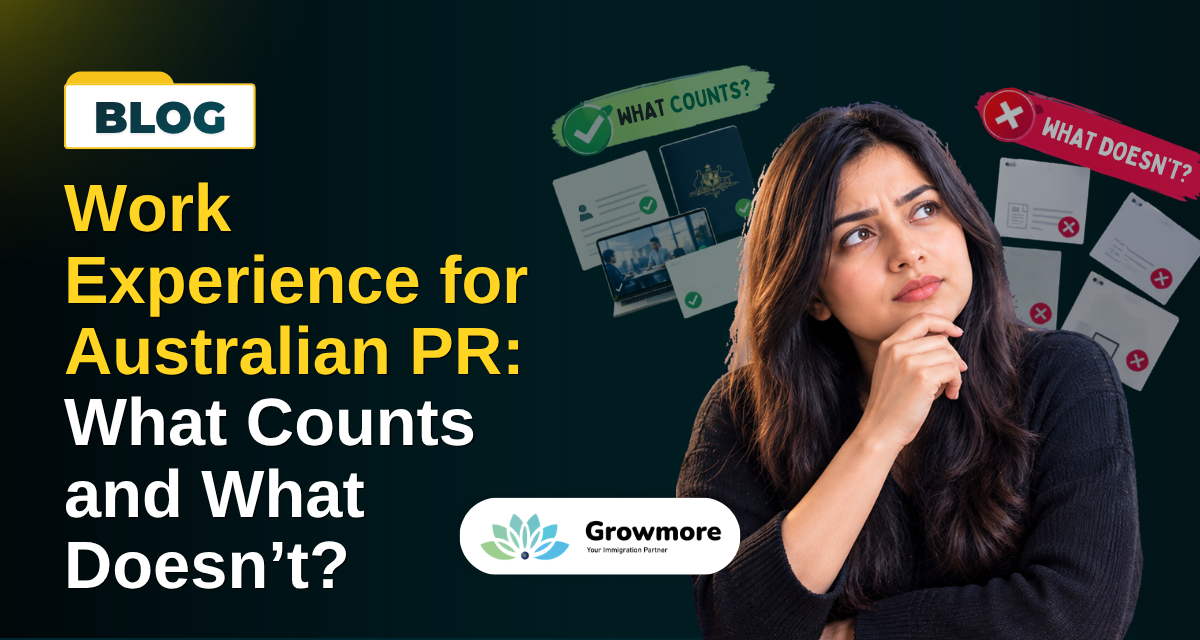 BLOG
Work
Experience for
Australian PR:
What Counts
and What
Doesn’t?
WHAT COUNTS?
WHAT DOESN'T?
Growmore
Your Immigration Partner